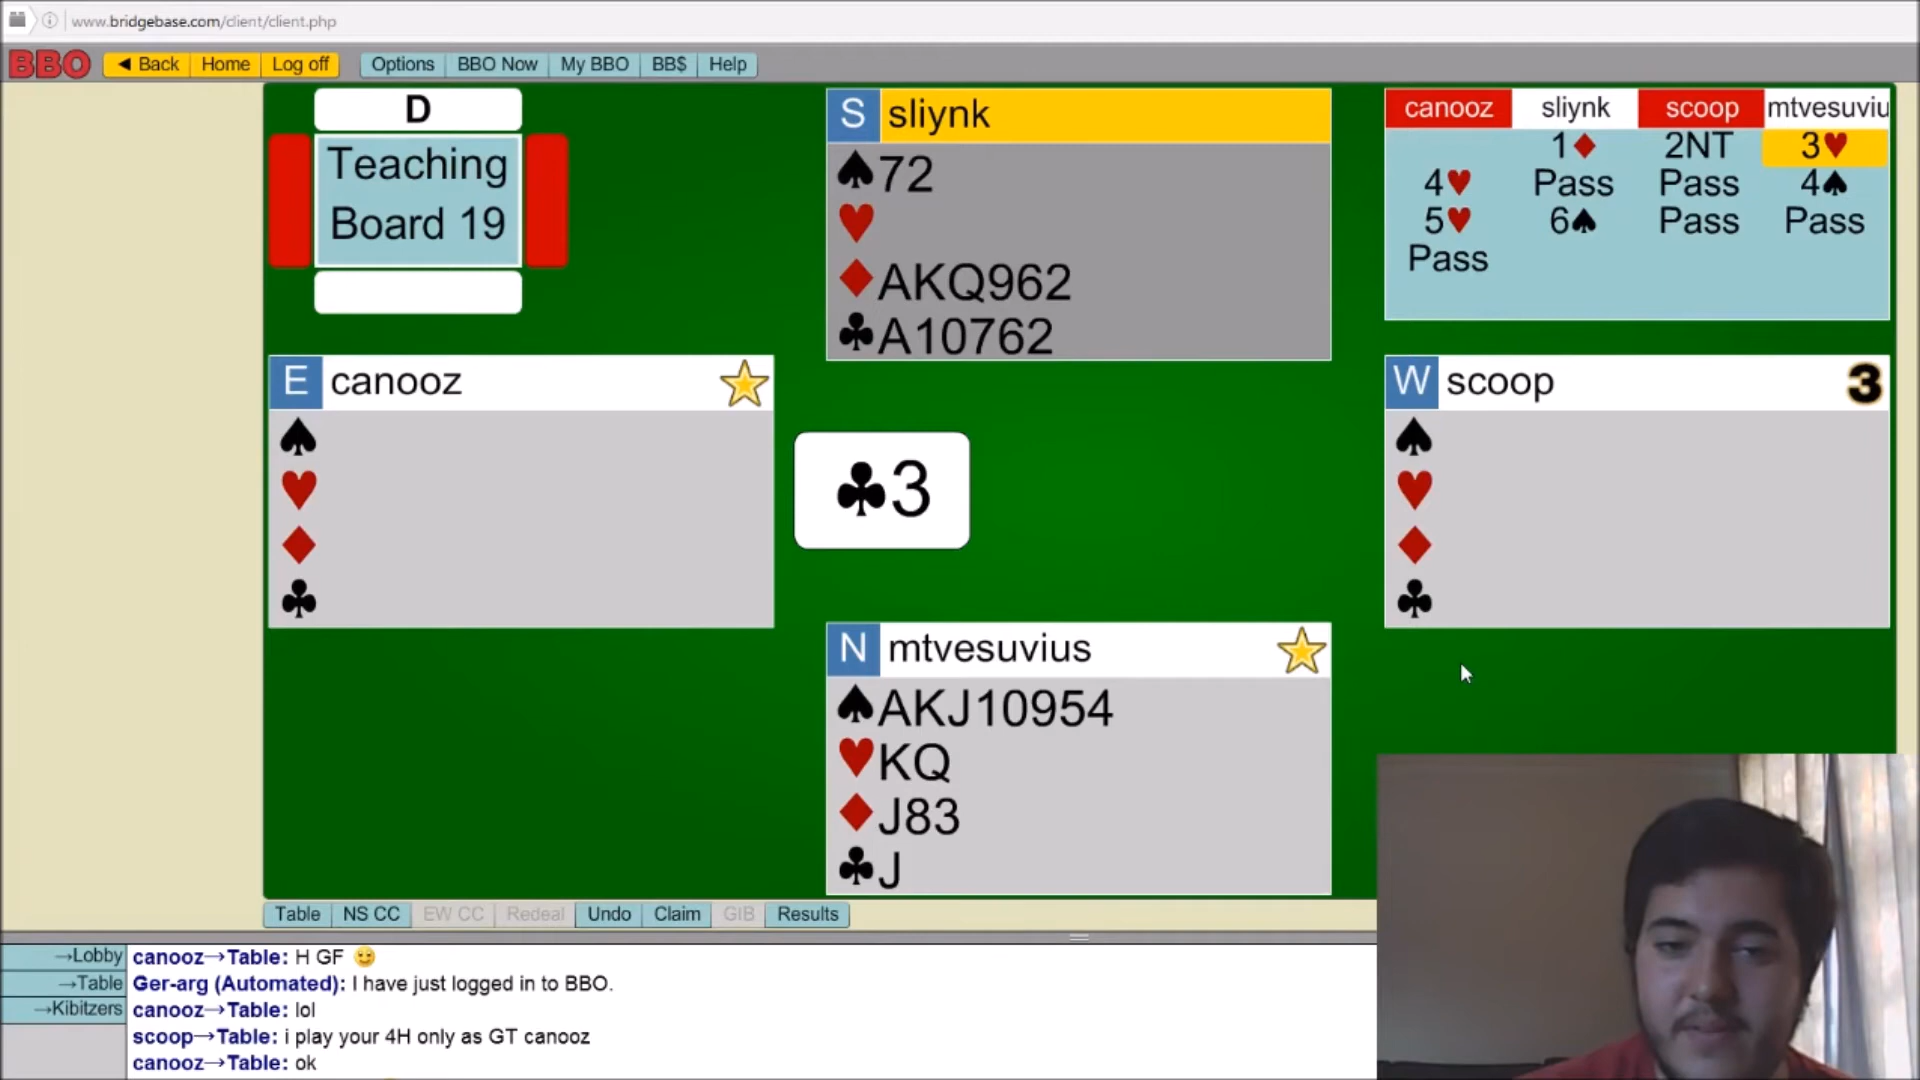 www.bridgebase.com/client/client.php
BBO ◄ Back Home Log off Options BBO Now My BBO BB$ Help
D
Teaching
Board 19
S sliynk
♠72
♥
♦AKQ962
♣A10762
canooz sliynk scoop mtvesuviu
1♦ 2NT 3♥
4♥ Pass Pass 4♠
5♥ 6♠ Pass Pass
Pass
E canooz
♠
♥
♦
♣
♣3
W scoop 3
♠
♥
♦
♣
N mtvesuvius
♠AKJ10954
♥KQ
♦J83
♣J
Table NS CC EW CC Redeal Undo Claim GIB Results
→Lobby
→Table
→Kibitzers
canooz→Table: H GF
Ger-arg (Automated): I have just logged in to BBO.
canooz→Table: lol
scoop→Table: i play your 4H only as GT canooz
canooz→Table: ok